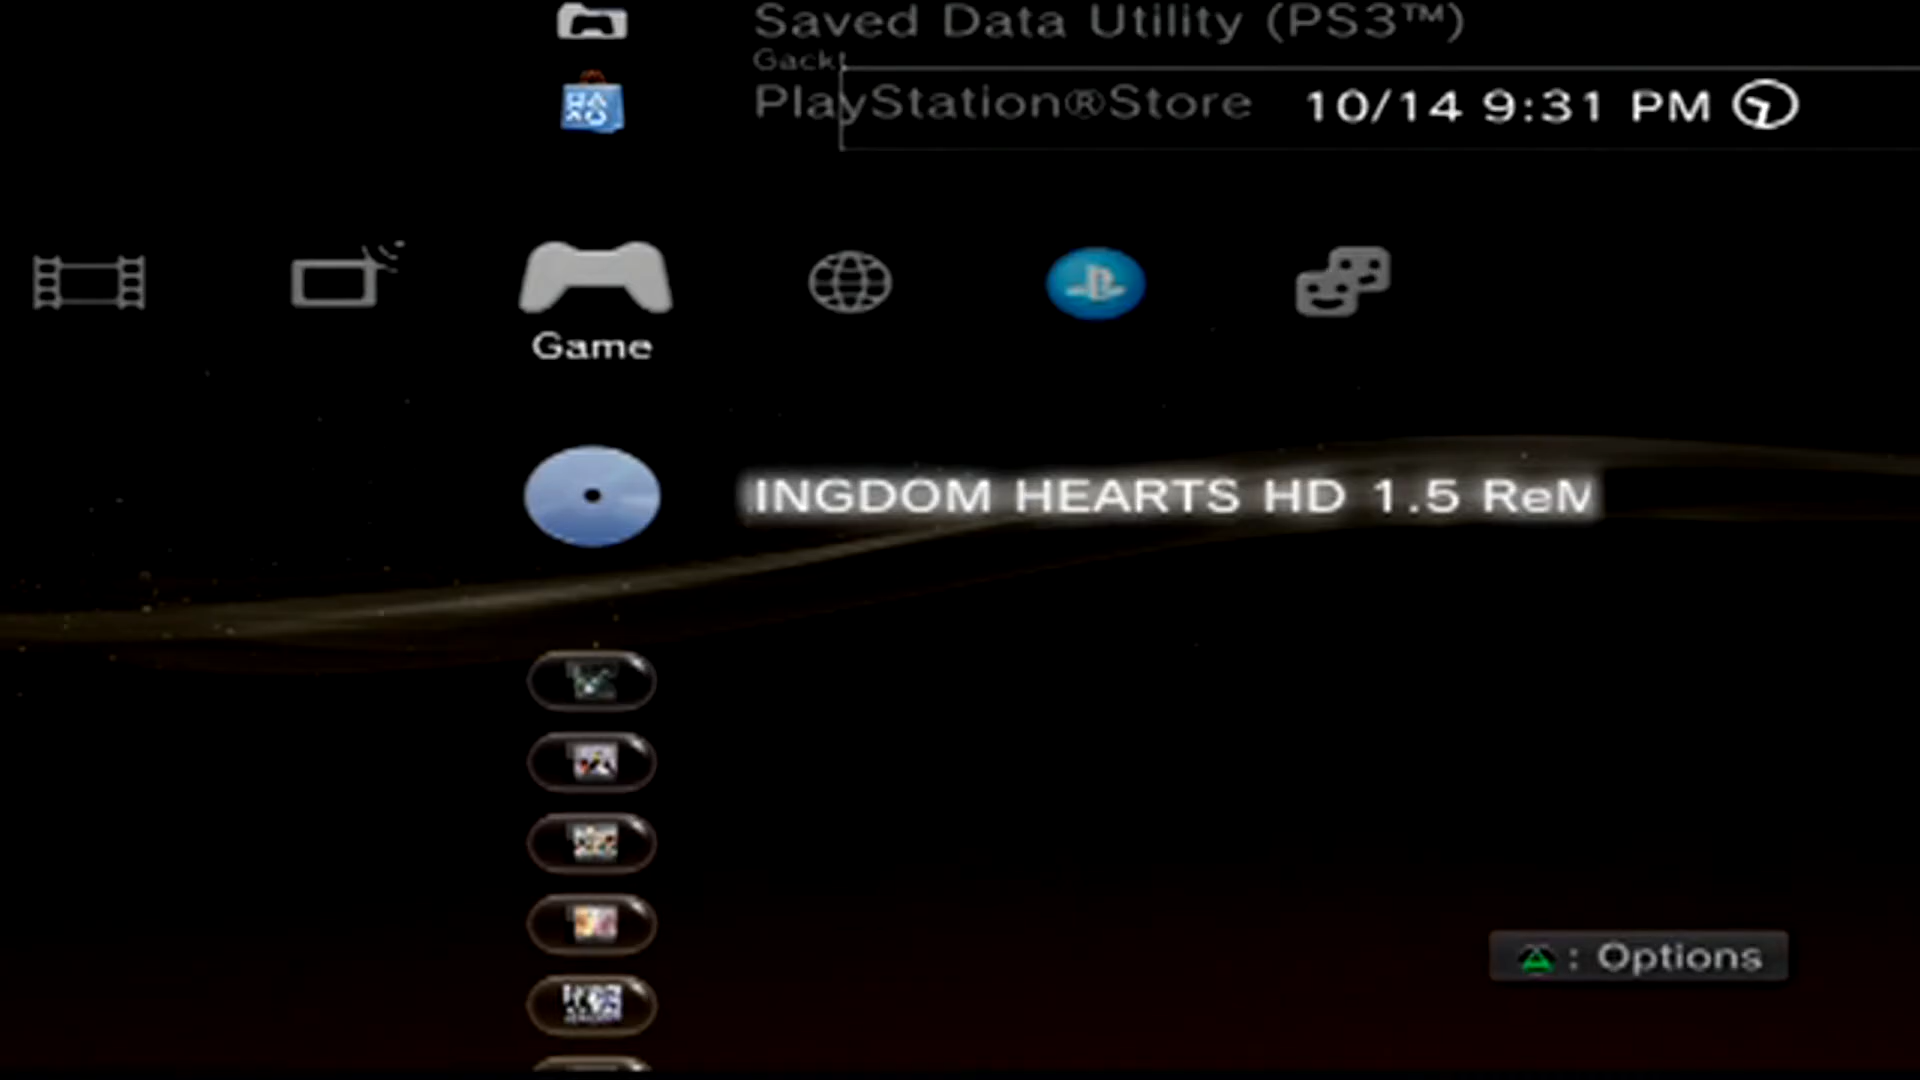 Saved Data Utility (PS3™)
Gackt
PlayStation®Store
10/14 9:31 PM
Game
INGDOM HEARTS HD 1.5 ReM
: Options